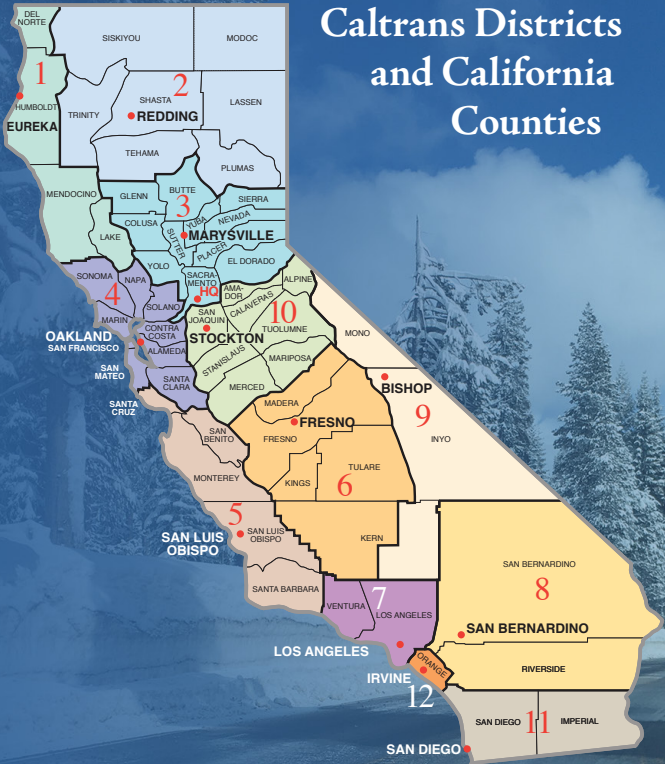 Caltrans Districts
and California
Counties
DEL
NORTE
SISKIYOU
MODOC
1
2
HUMBOLDT
EUREKA
TRINITY
SHASTA
REDDING
LASSEN
TEHAMA
PLUMAS
MENDOCINO
GLENN
BUTTE
SIERRA
3
COLUSA
YUBA
NEVADA
LAKE
SUTTER
MARYSVILLE
PLACER
YOLO
EL DORADO
SONOMA
NAPA
SACRA-
MENTO
HQ
AMA-
DOR
ALPINE
4
SOLANO
CALAVERAS
10
MARIN
SAN
JOAQUIN
TUOLUMNE
MONO
OAKLAND
CONTRA
COSTA
STOCKTON
SAN FRANCISCO
ALAMEDA
STANISLAUS
MARIPOSA
SAN
MATEO
SANTA
CLARA
MERCED
BISHOP
SANTA
CRUZ
MADERA
9
SAN
BENITO
FRESNO
FRESNO
INYO
MONTEREY
KINGS
TULARE
6
5
SAN LUIS
OBISPO
SAN LUIS
OBISPO
KERN
SANTA BARBARA
SAN BERNARDINO
8
VENTURA
7
LOS ANGELES
SAN BERNARDINO
LOS ANGELES
ORANGE
RIVERSIDE
IRVINE
12
SAN DIEGO
11
IMPERIAL
SAN DIEGO